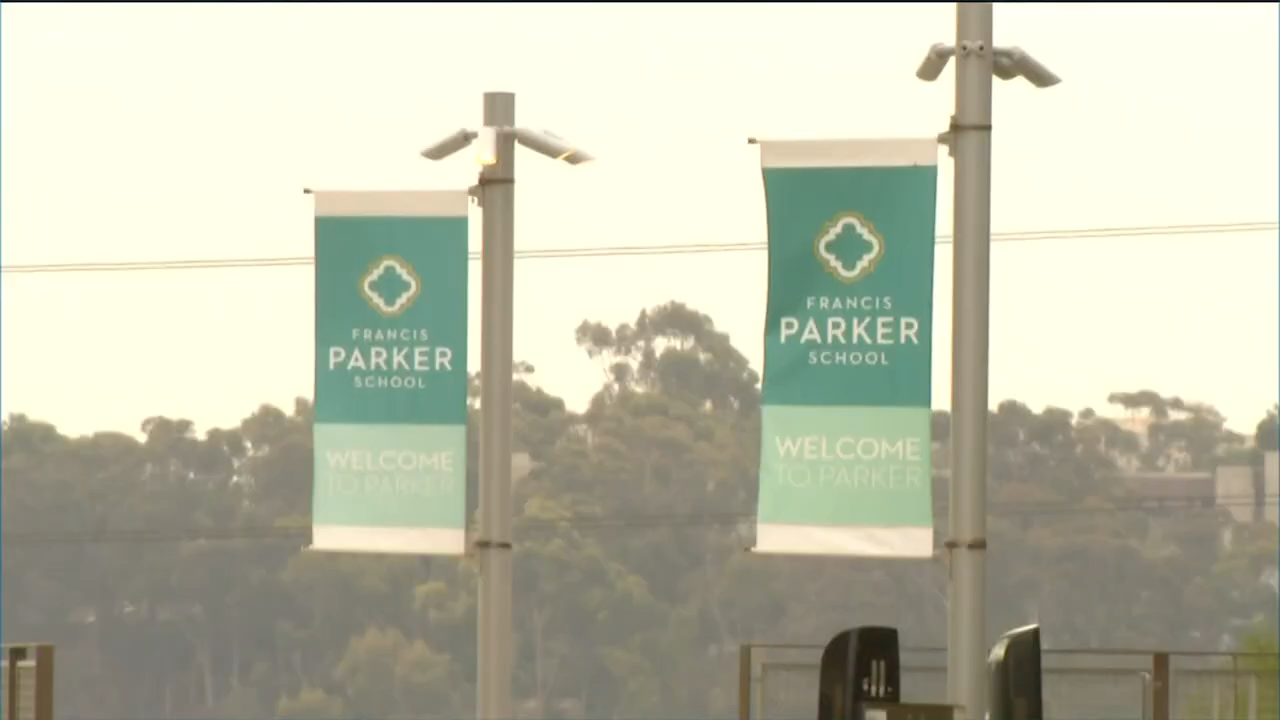 FRANCIS
PARKER
SCHOOL
WELCOME
TO PARKER
FRANCIS
PARKER
SCHOOL
WELCOME
TO PARKER